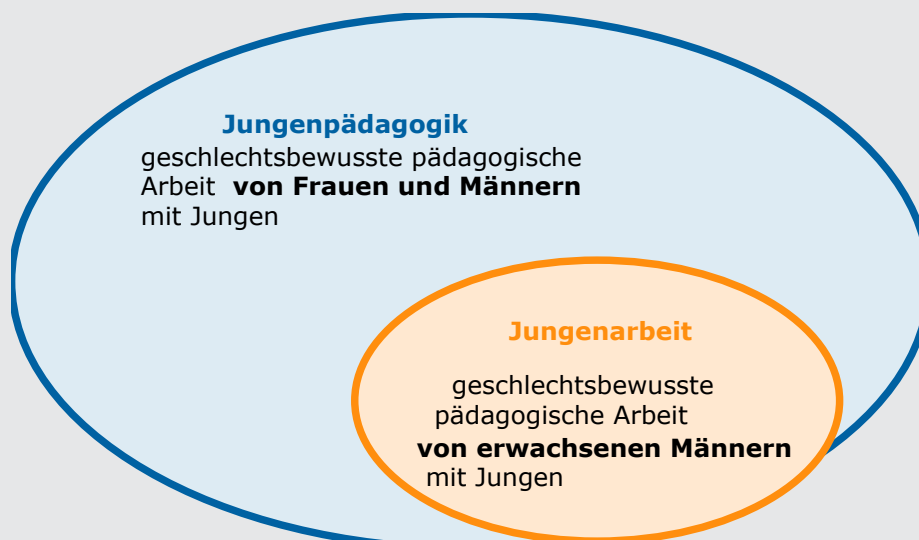 Jungenpädagogik
geschlechtsbewusste pädagogische
Arbeit von Frauen und Männern
mit Jungen
Jungenarbeit
geschlechtsbewusste
pädagogische Arbeit
von erwachsenen Männern
mit Jungen